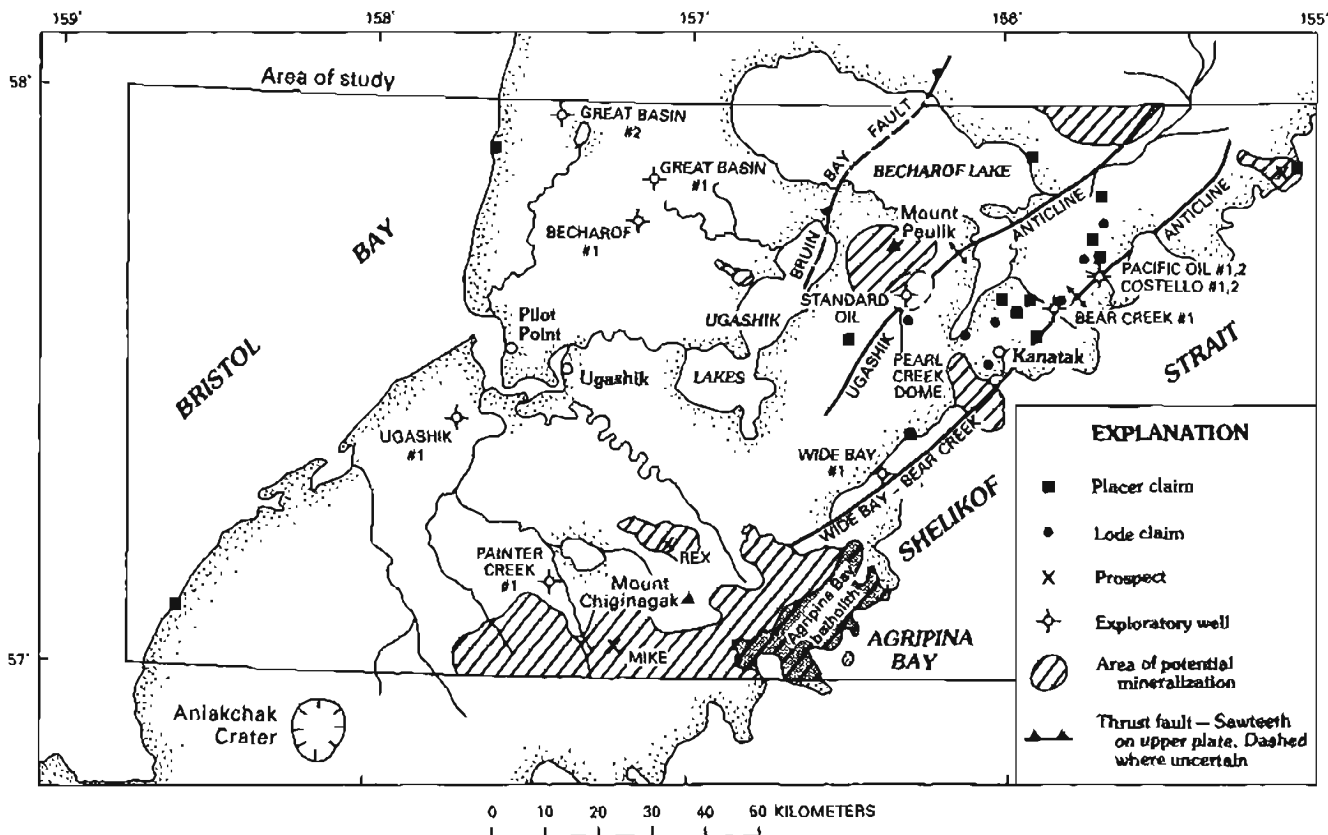 159°
158°
157°
156°
155°
58°
57°
Area of study
GREAT BASIN
#2
GREAT BASIN
#1
BECHAROF
#1
BRUIN BAY FAULT
BECHAROF LAKE
Mount
Peulik
ANTICLINE
ANTICLINE
PACIFIC OIL #1,2
COSTELLO #1,2
BEAR CREEK #1
BRISTOL BAY
Pilot
Point
Ugashik
UGASHIK
LAKES
STANDARD
OIL
UGASHIK
PEARL
CREEK
DOME
Kanatak
SHELIKOF STRAIT
UGASHIK
#1
WIDE BAY
#1
WIDE BAY – BEAR CREEK
PAINTER
CREEK
#1
REX
Mount
Chiginagak
MIKE
Agripina Bay
batholith
AGRIPINA
BAY
Aniakchak
Crater
EXPLANATION
Placer claim
Lode claim
Prospect
Exploratory well
Area of potential
mineralization
Thrust fault – Sawteeth
on upper plate. Dashed
where uncertain
0 10 20 30 40 50 KILOMETERS